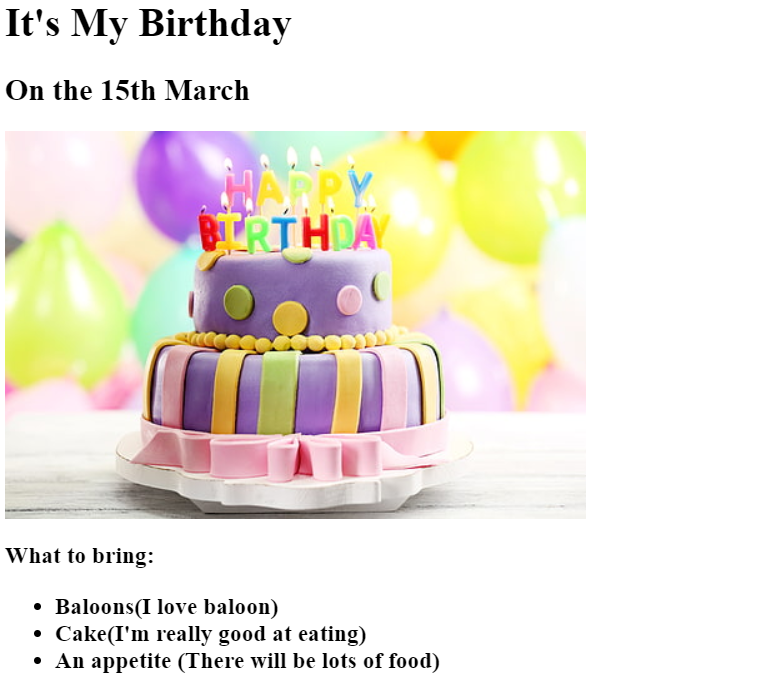 It's My Birthday
On the 15th March
HAPPY
BIRTHDAY
What to bring:
Baloons(I love baloon)
Cake(I'm really good at eating)
An appetite (There will be lots of food)